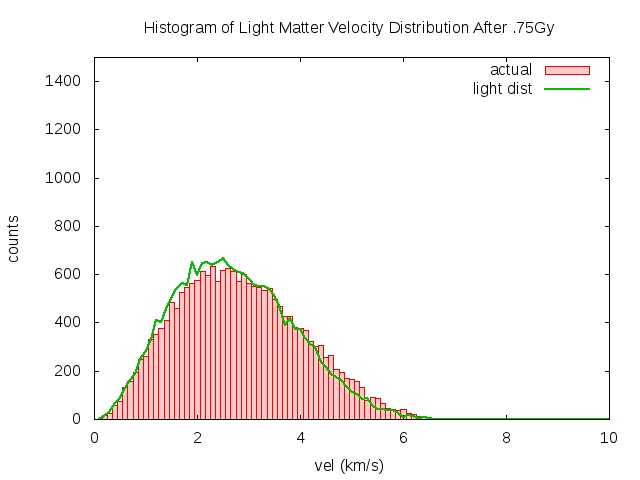 Histogram of Light Matter Velocity Distribution After .75Gy
actual
light dist
counts
1400
1200
1000
800
600
400
200
0
0 2 4 6 8 10
vel (km/s)